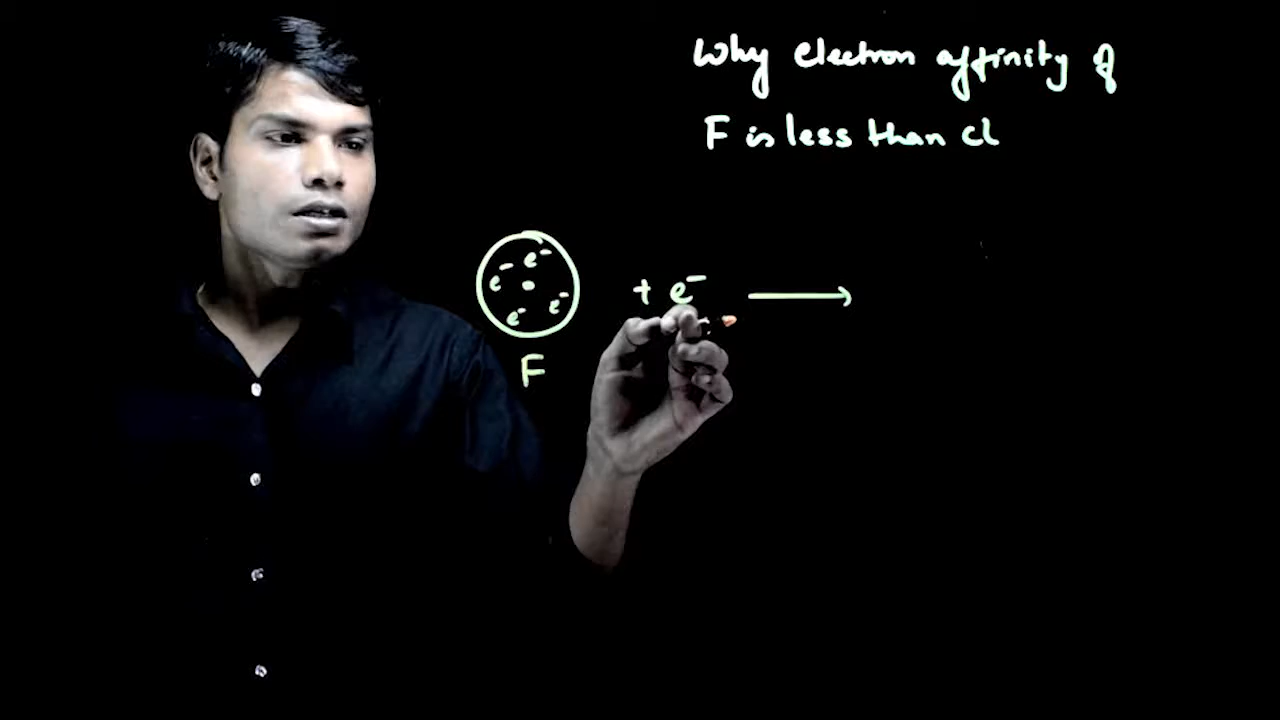 Why electron affinity of
F is less than Cl
e⁻ e⁻
e⁻ e⁻
+ e⁻ ⟶
F